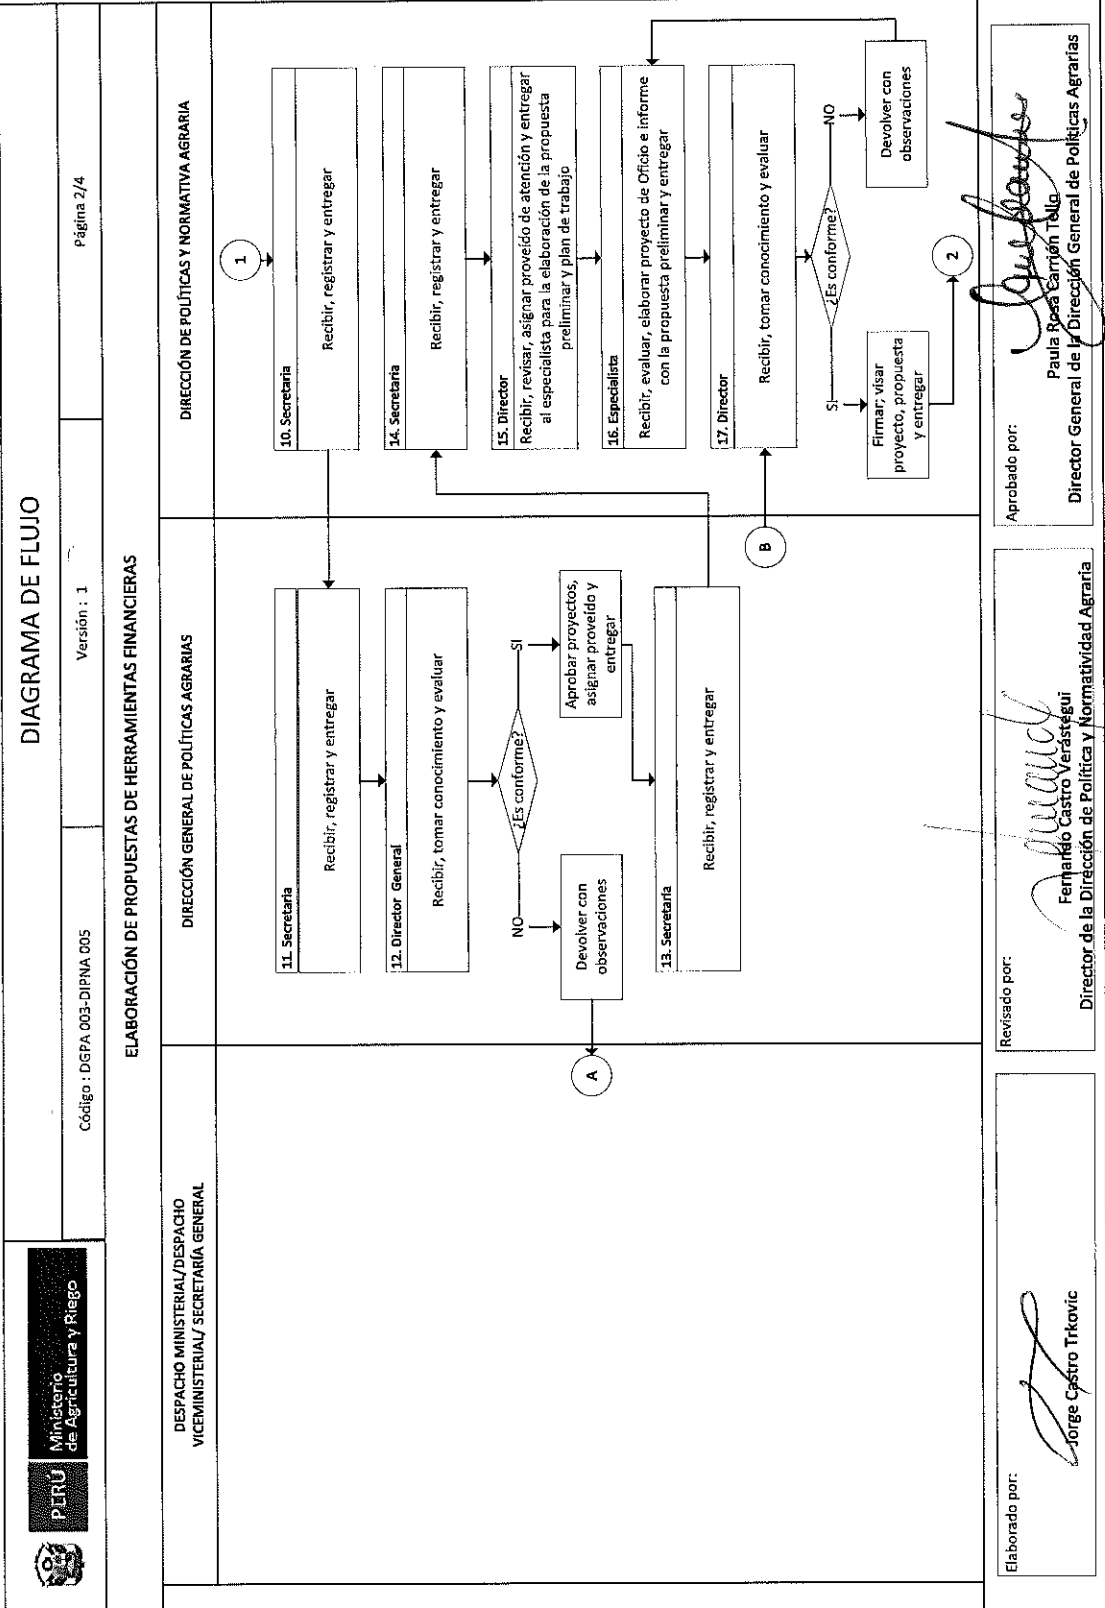 PERÚ
Ministerio
de Agricultura y Riego
DIAGRAMA DE FLUJO
Código : DGPA 003-DIPNA 005
Versión : 1
Página 2/4
ELABORACIÓN DE PROPUESTAS DE HERRAMIENTAS FINANCIERAS
DESPACHO MINISTERIAL/DESPACHO
VICEMINISTERIAL/ SECRETARÍA GENERAL
DIRECCIÓN GENERAL DE POLÍTICAS AGRARIAS
DIRECCIÓN DE POLÍTICAS Y NORMATIVA AGRARIA
1
10. Secretaria
Recibir, registrar y entregar
11. Secretaria
Recibir, registrar y entregar
12. Director General
Recibir, tomar conocimiento y evaluar
¿Es conforme?
NO
SI
Devolver con
observaciones
A
Aprobar proyectos,
asignar proveído y
entregar
13. Secretaria
Recibir, registrar y entregar
14. Secretaria
Recibir, registrar y entregar
15. Director
Recibir, revisar, asignar proveído de atención y entregar
al especialista para la elaboración de la propuesta
preliminar y plan de trabajo
16. Especialista
Recibir, evaluar, elaborar proyecto de Oficio e informe
con la propuesta preliminar y entregar
B
17. Director
Recibir, tomar conocimiento y evaluar
¿Es conforme?
SI
NO
Firmar; visar
proyecto, propuesta
y entregar
Devolver con
observaciones
2
Elaborado por:
Jorge Castro Trkovic
Revisado por:
Fernando Castro Verástegui
Director de la Dirección de Política y Normatividad Agraria
Aprobado por:
Paula Rosa Carrión Tello
Director General de la Dirección General de Políticas Agrarias